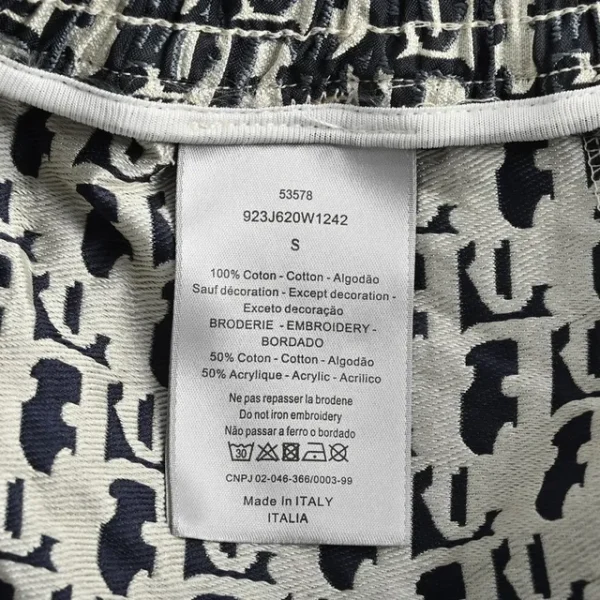 53578
923J620W1242
S
100% Coton - Cotton - Algodão
Sauf décoration - Except decoration -
Exceto decoração
BRODERIE - EMBROIDERY -
BORDADO
50% Coton - Cotton - Algodão
50% Acrylique - Acrylic - Acrilico
Ne pas repasser la brodene
Do not iron embroidery
Não passar a ferro o bordado
30
CNPJ 02-046-366/0003-99
Made In ITALY
ITALIA